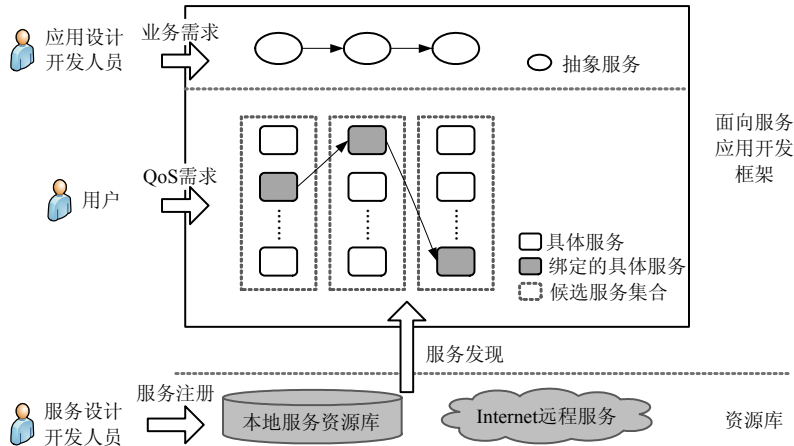 应用设计
开发人员
业务需求
抽象服务
面向服务
应用开发
框架
QoS需求
用户
具体服务
绑定的具体服务
候选服务集合
服务发现
服务注册
服务设计
开发人员
本地服务资源库
Internet远程服务
资源库